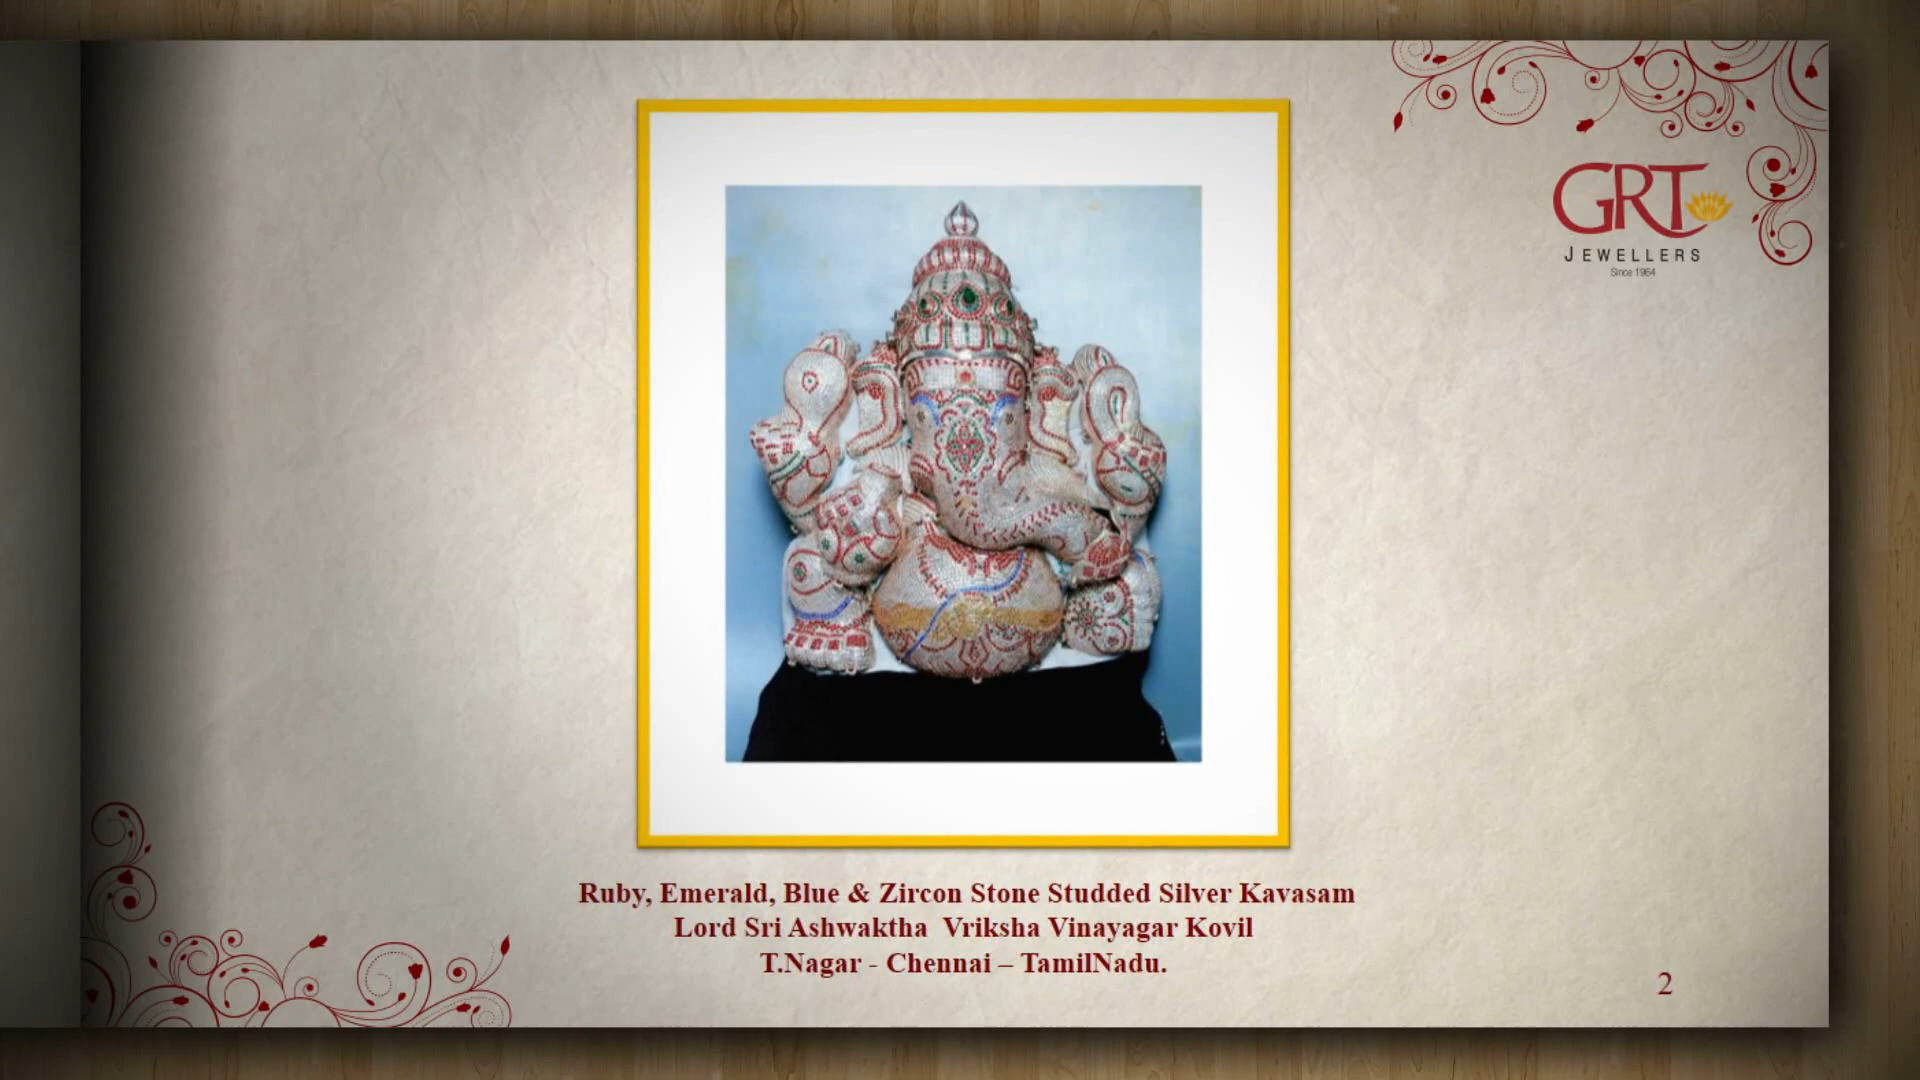 GRT
JEWELLERS
Since 1964
Ruby, Emerald, Blue & Zircon Stone Studded Silver Kavasam
Lord Sri Ashwaktha  Vriksha Vinayagar Kovil
T.Nagar - Chennai – TamilNadu.
2